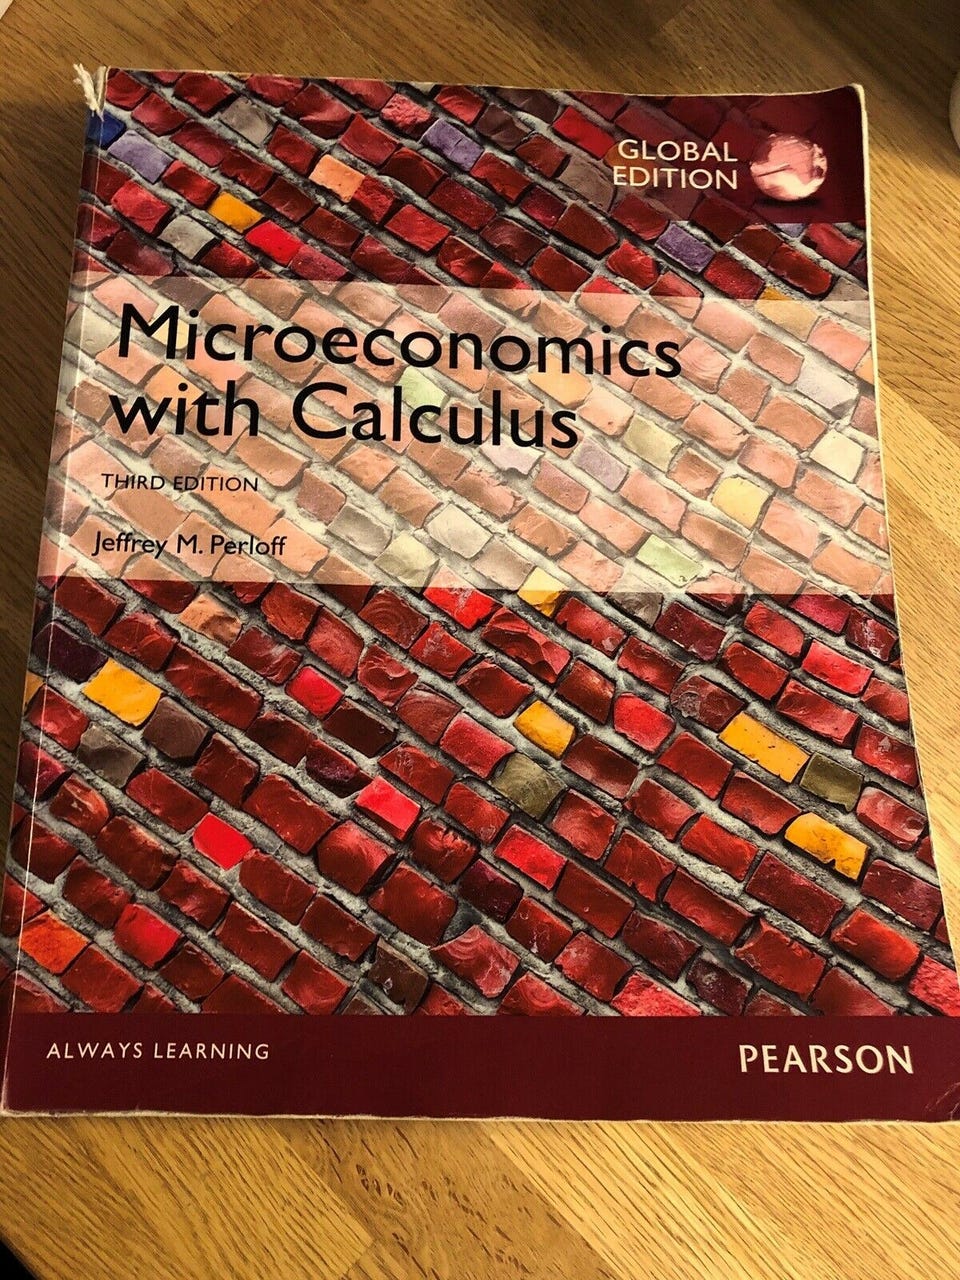 GLOBAL
EDITION
Microeconomics
with Calculus
THIRD EDITION
Jeffrey M. Perloff
ALWAYS LEARNING
PEARSON